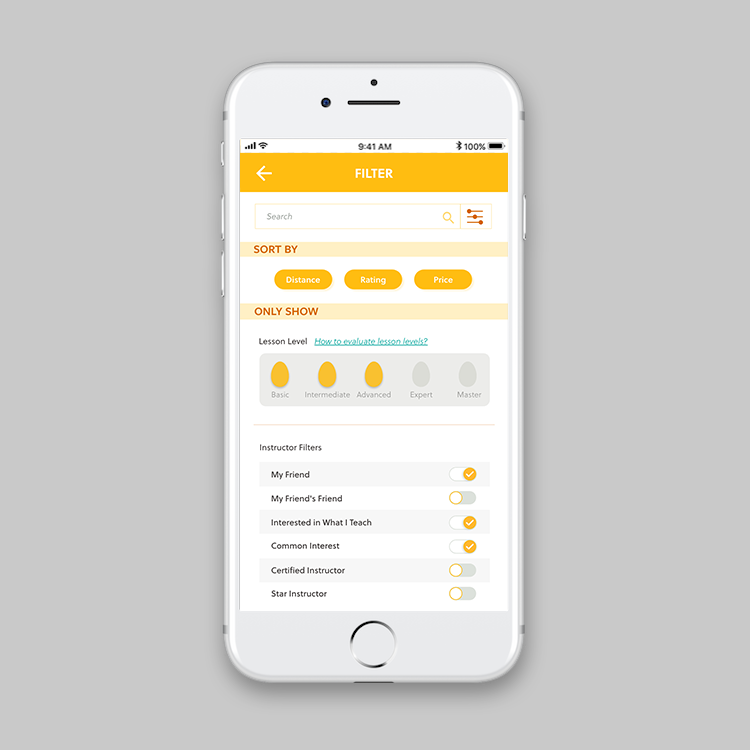 9:41 AM
100%
FILTER
Search
SORT BY
Distance Rating Price
ONLY SHOW
Lesson Level How to evaluate lesson levels?
Basic Intermediate Advanced Expert Master
Instructor Filters
My Friend
My Friend's Friend
Interested in What I Teach
Common Interest
Certified Instructor
Star Instructor